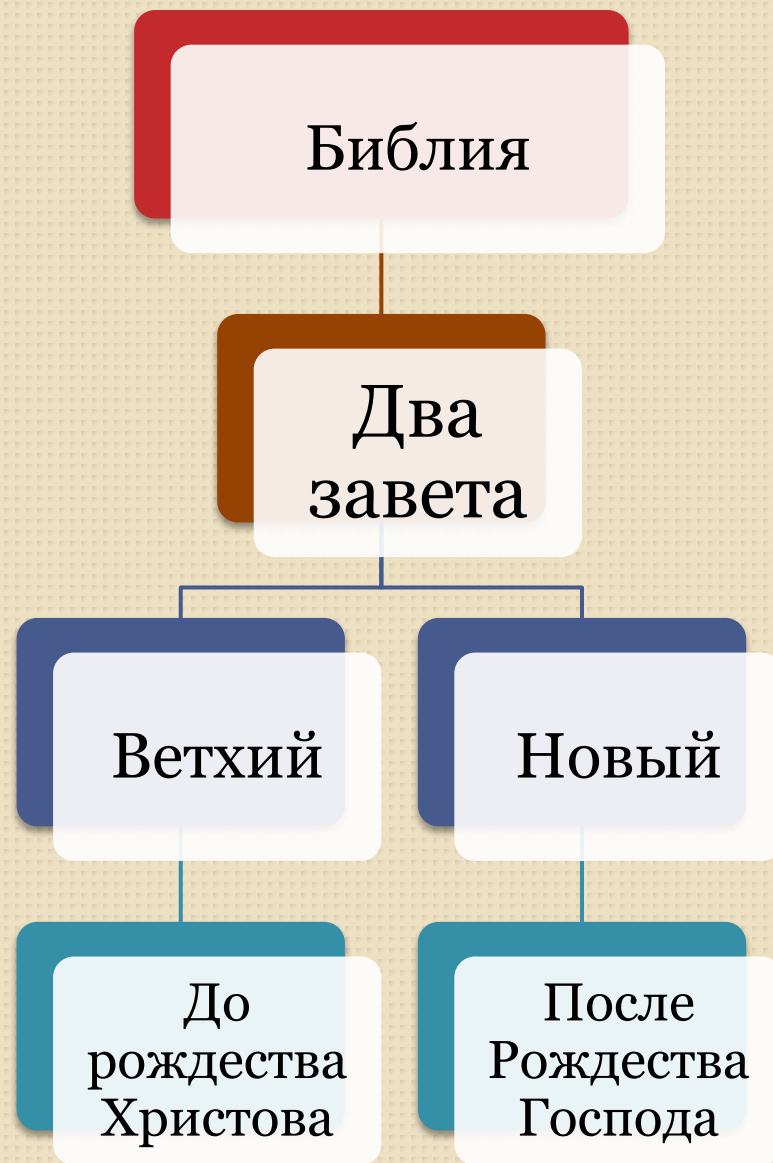 Библия
Два
завета
Ветхий
Новый
До
рождества
Христова
После
Рождества
Господа